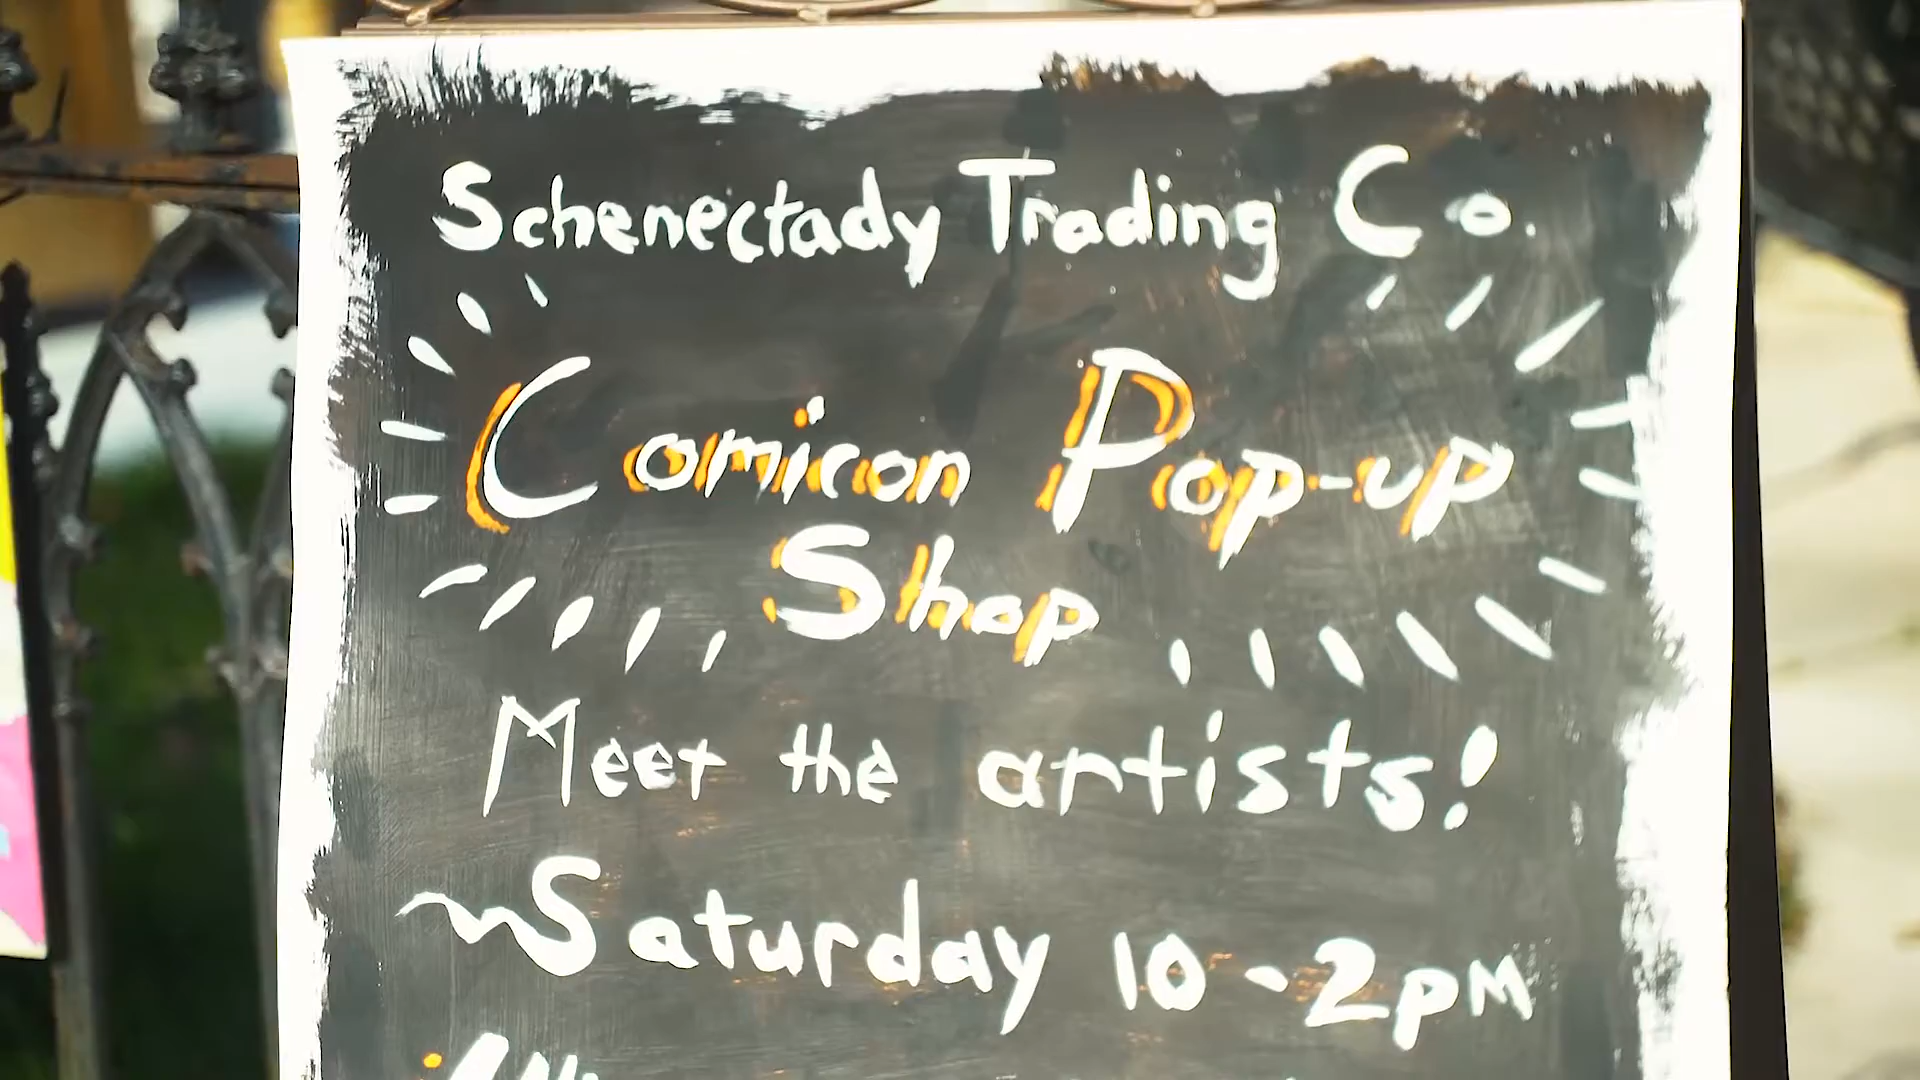 Schenectady Trading Co.
Comicon Pop-up
Shop
Meet the artists!
~Saturday 10-2pm